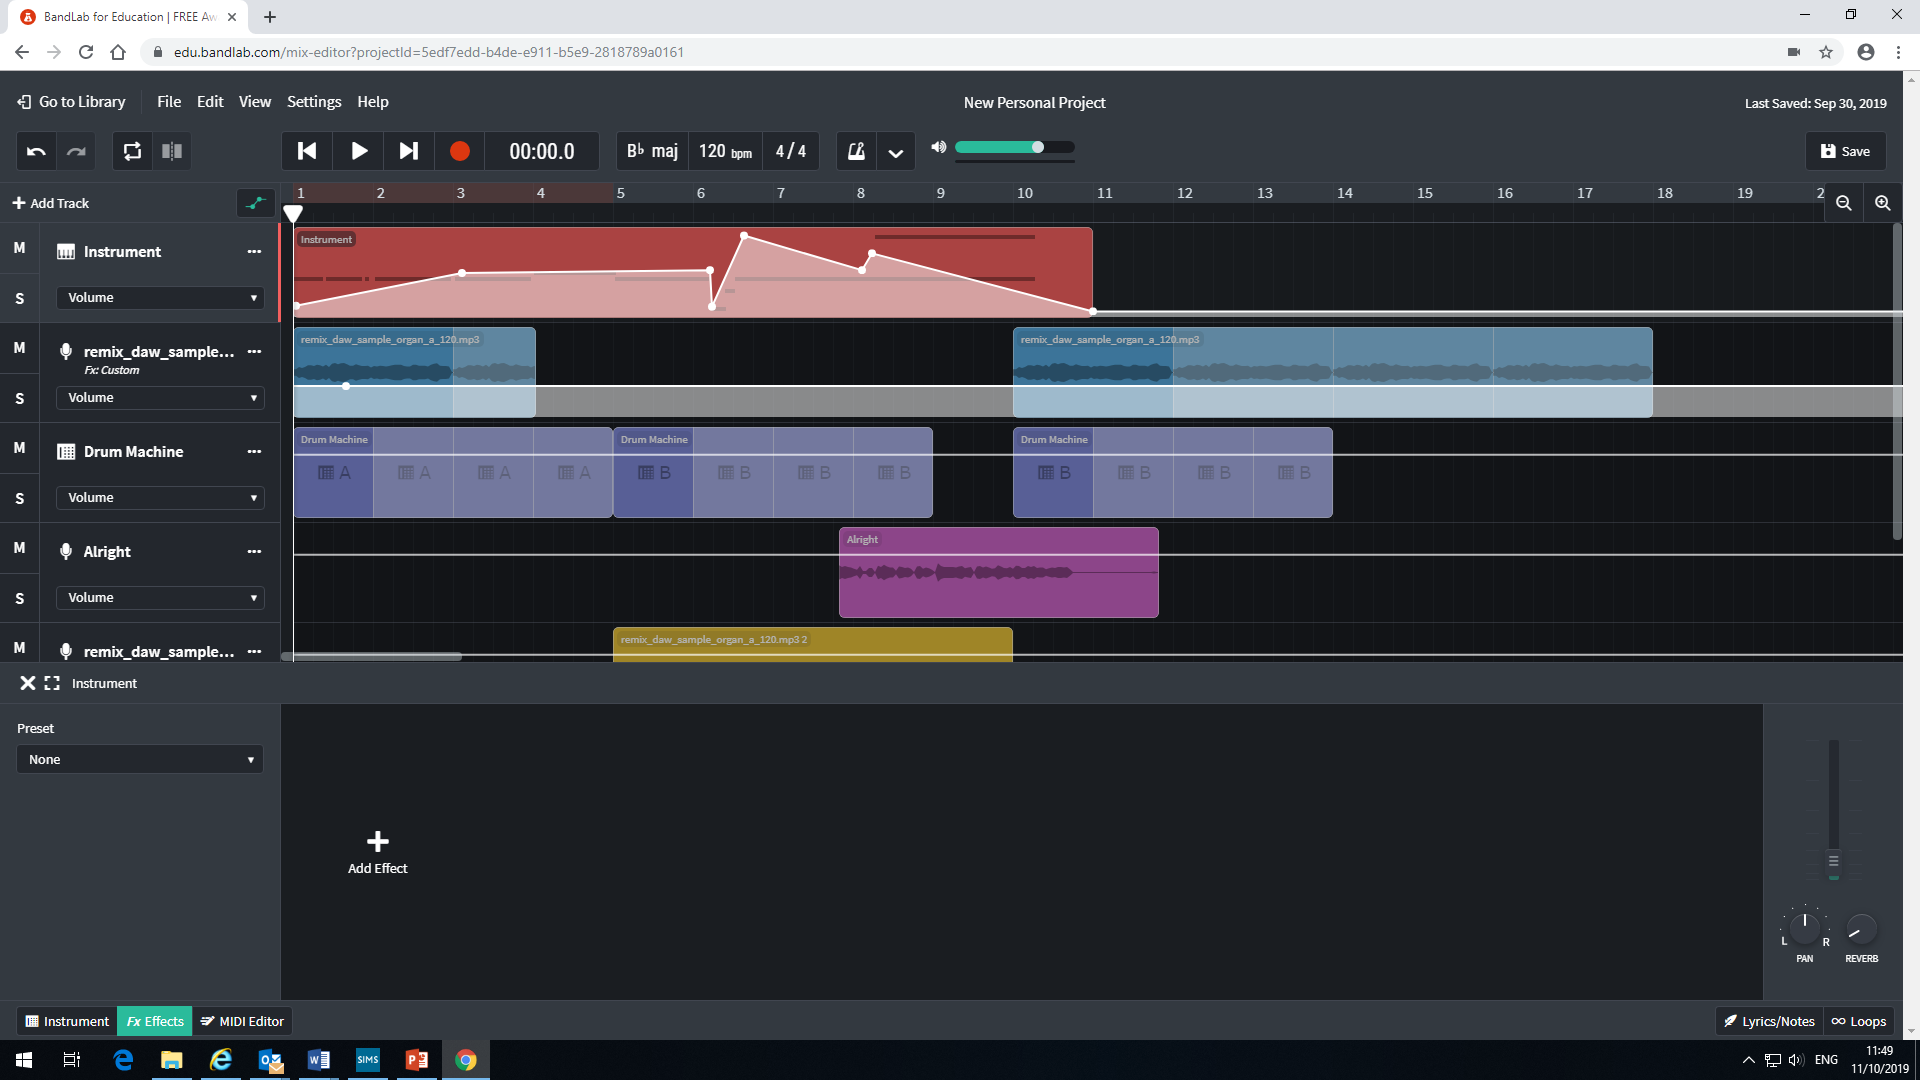 BandLab for Education | FREE Aw
edu.bandlab.com/mix-editor?projectId=5edf7edd-b4de-e911-b5e9-2818789a0161
Go to Library File Edit View Settings Help
New Personal Project
Last Saved: Sep 30, 2019
00:00.0
B♭ maj
120 bpm
4 / 4
Save
Add Track
1 2 3 4 5 6 7 8 9 10 11 12 13 14 15 16 17 18 19 2
M Instrument
S Volume
Instrument
M remix_daw_sample...
Fx: Custom
S Volume
remix_daw_sample_organ_a_120.mp3
remix_daw_sample_organ_a_120.mp3
M Drum Machine
S Volume
Drum Machine Drum Machine Drum Machine
A A A A B B B B B B B B
M Alright
S Volume
Alright
M remix_daw_sample...
remix_daw_sample_organ_a_120.mp3 2
Instrument
Preset
None
Add Effect
L R
PAN REVERB
Instrument Fx Effects MIDI Editor
Lyrics/Notes Loops
SIMS
ENG
11:49
11/10/2019